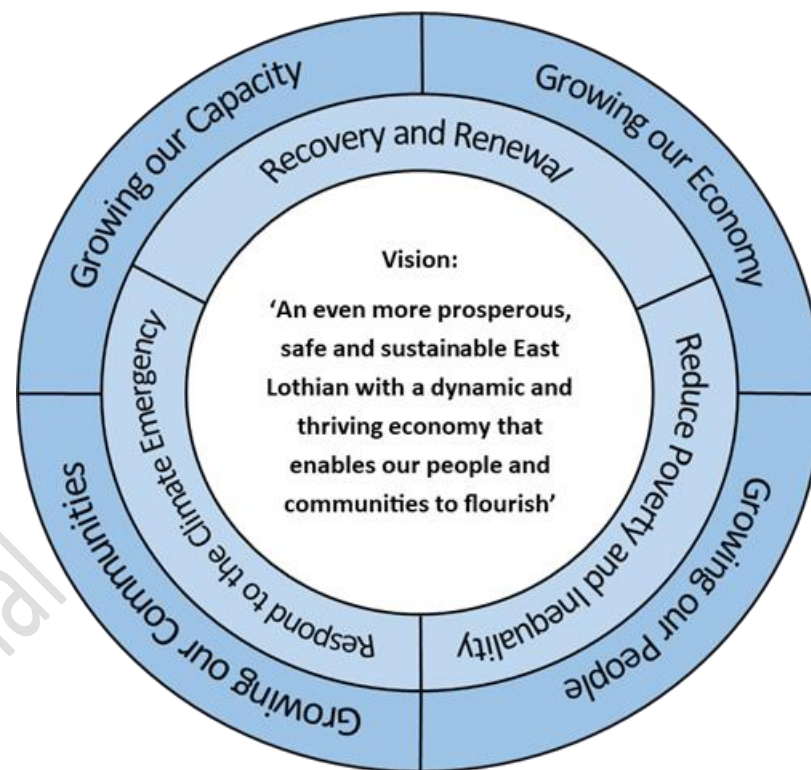 Growing our Capacity
Growing our Economy
Growing our People
Growing our Communities
Recovery and Renewal
Reduce Poverty and Inequality
Respond to the Climate Emergency
Vision:
‘An even more prosperous,
safe and sustainable East
Lothian with a dynamic and
thriving economy that
enables our people and
communities to flourish’